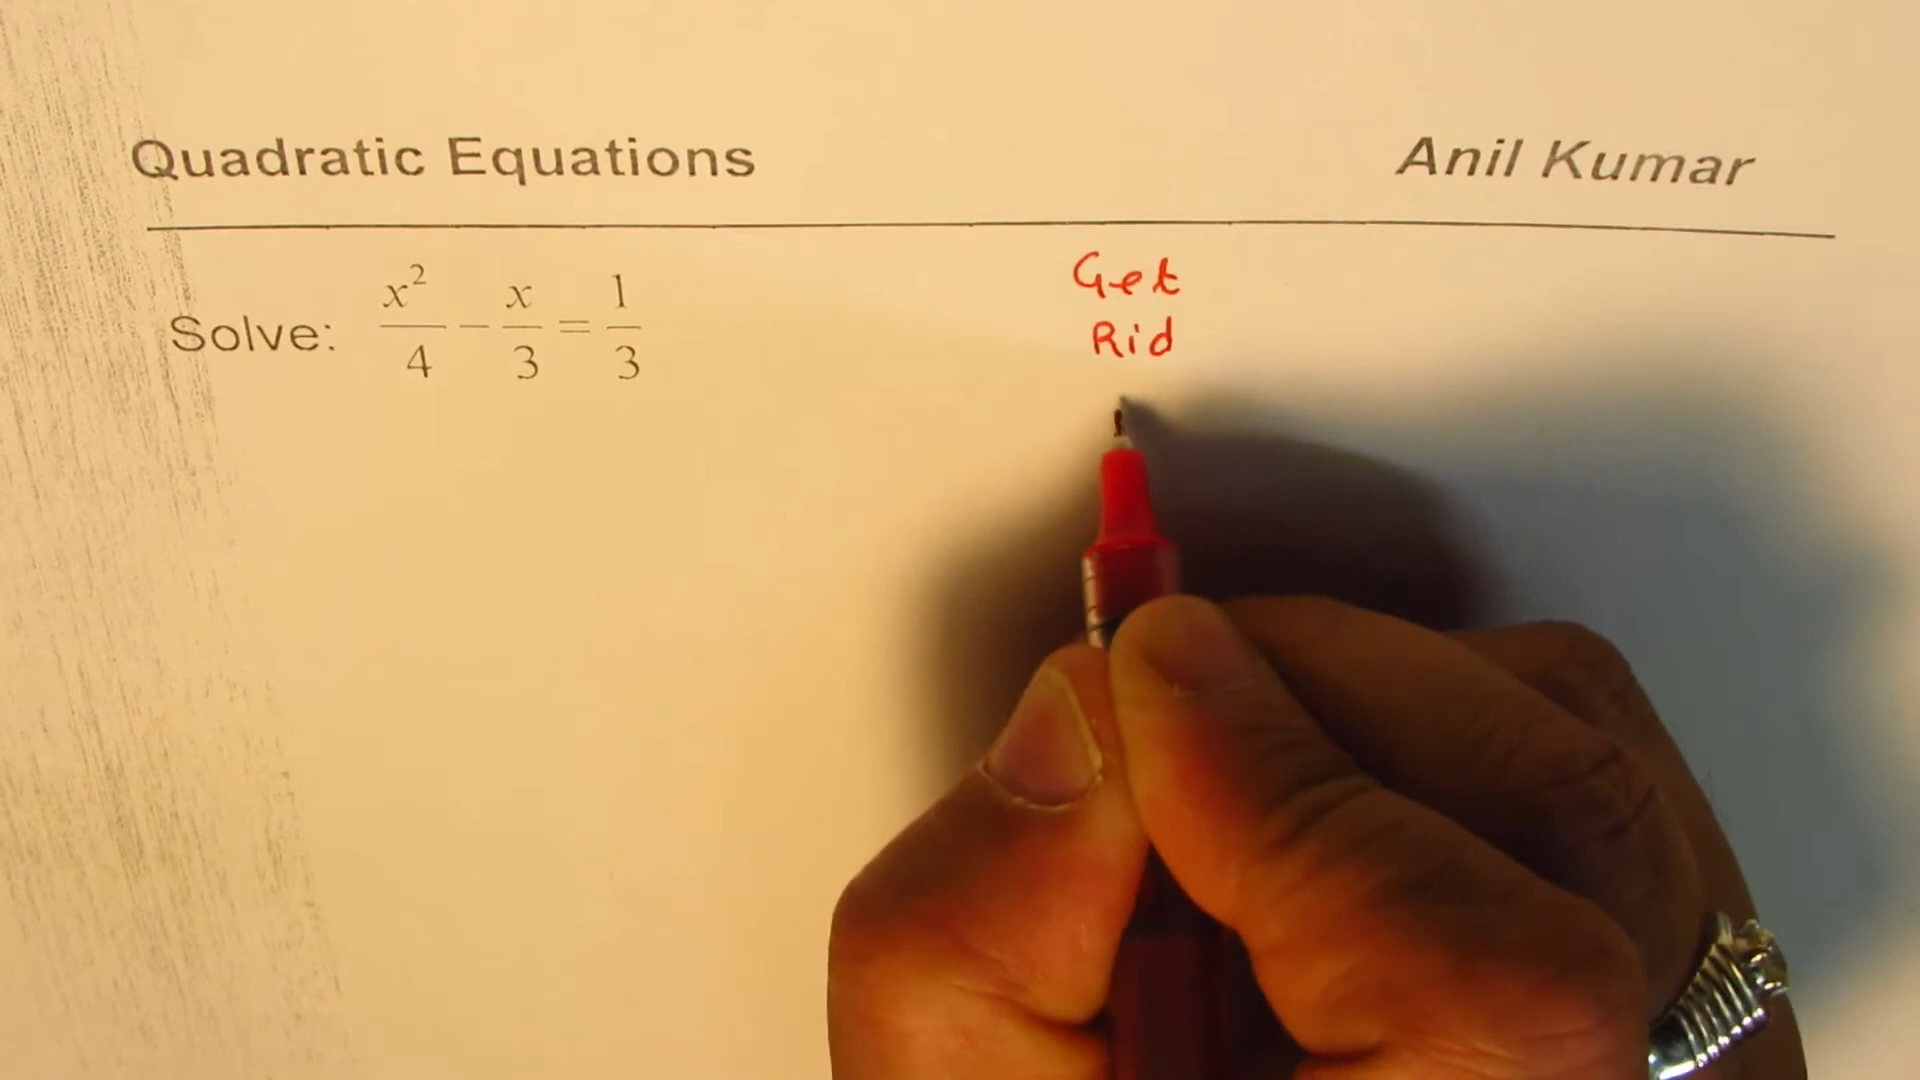 Quadratic Equations Anil Kumar
Solve: x²/4 − x/3 = 1/3
Get
Rid